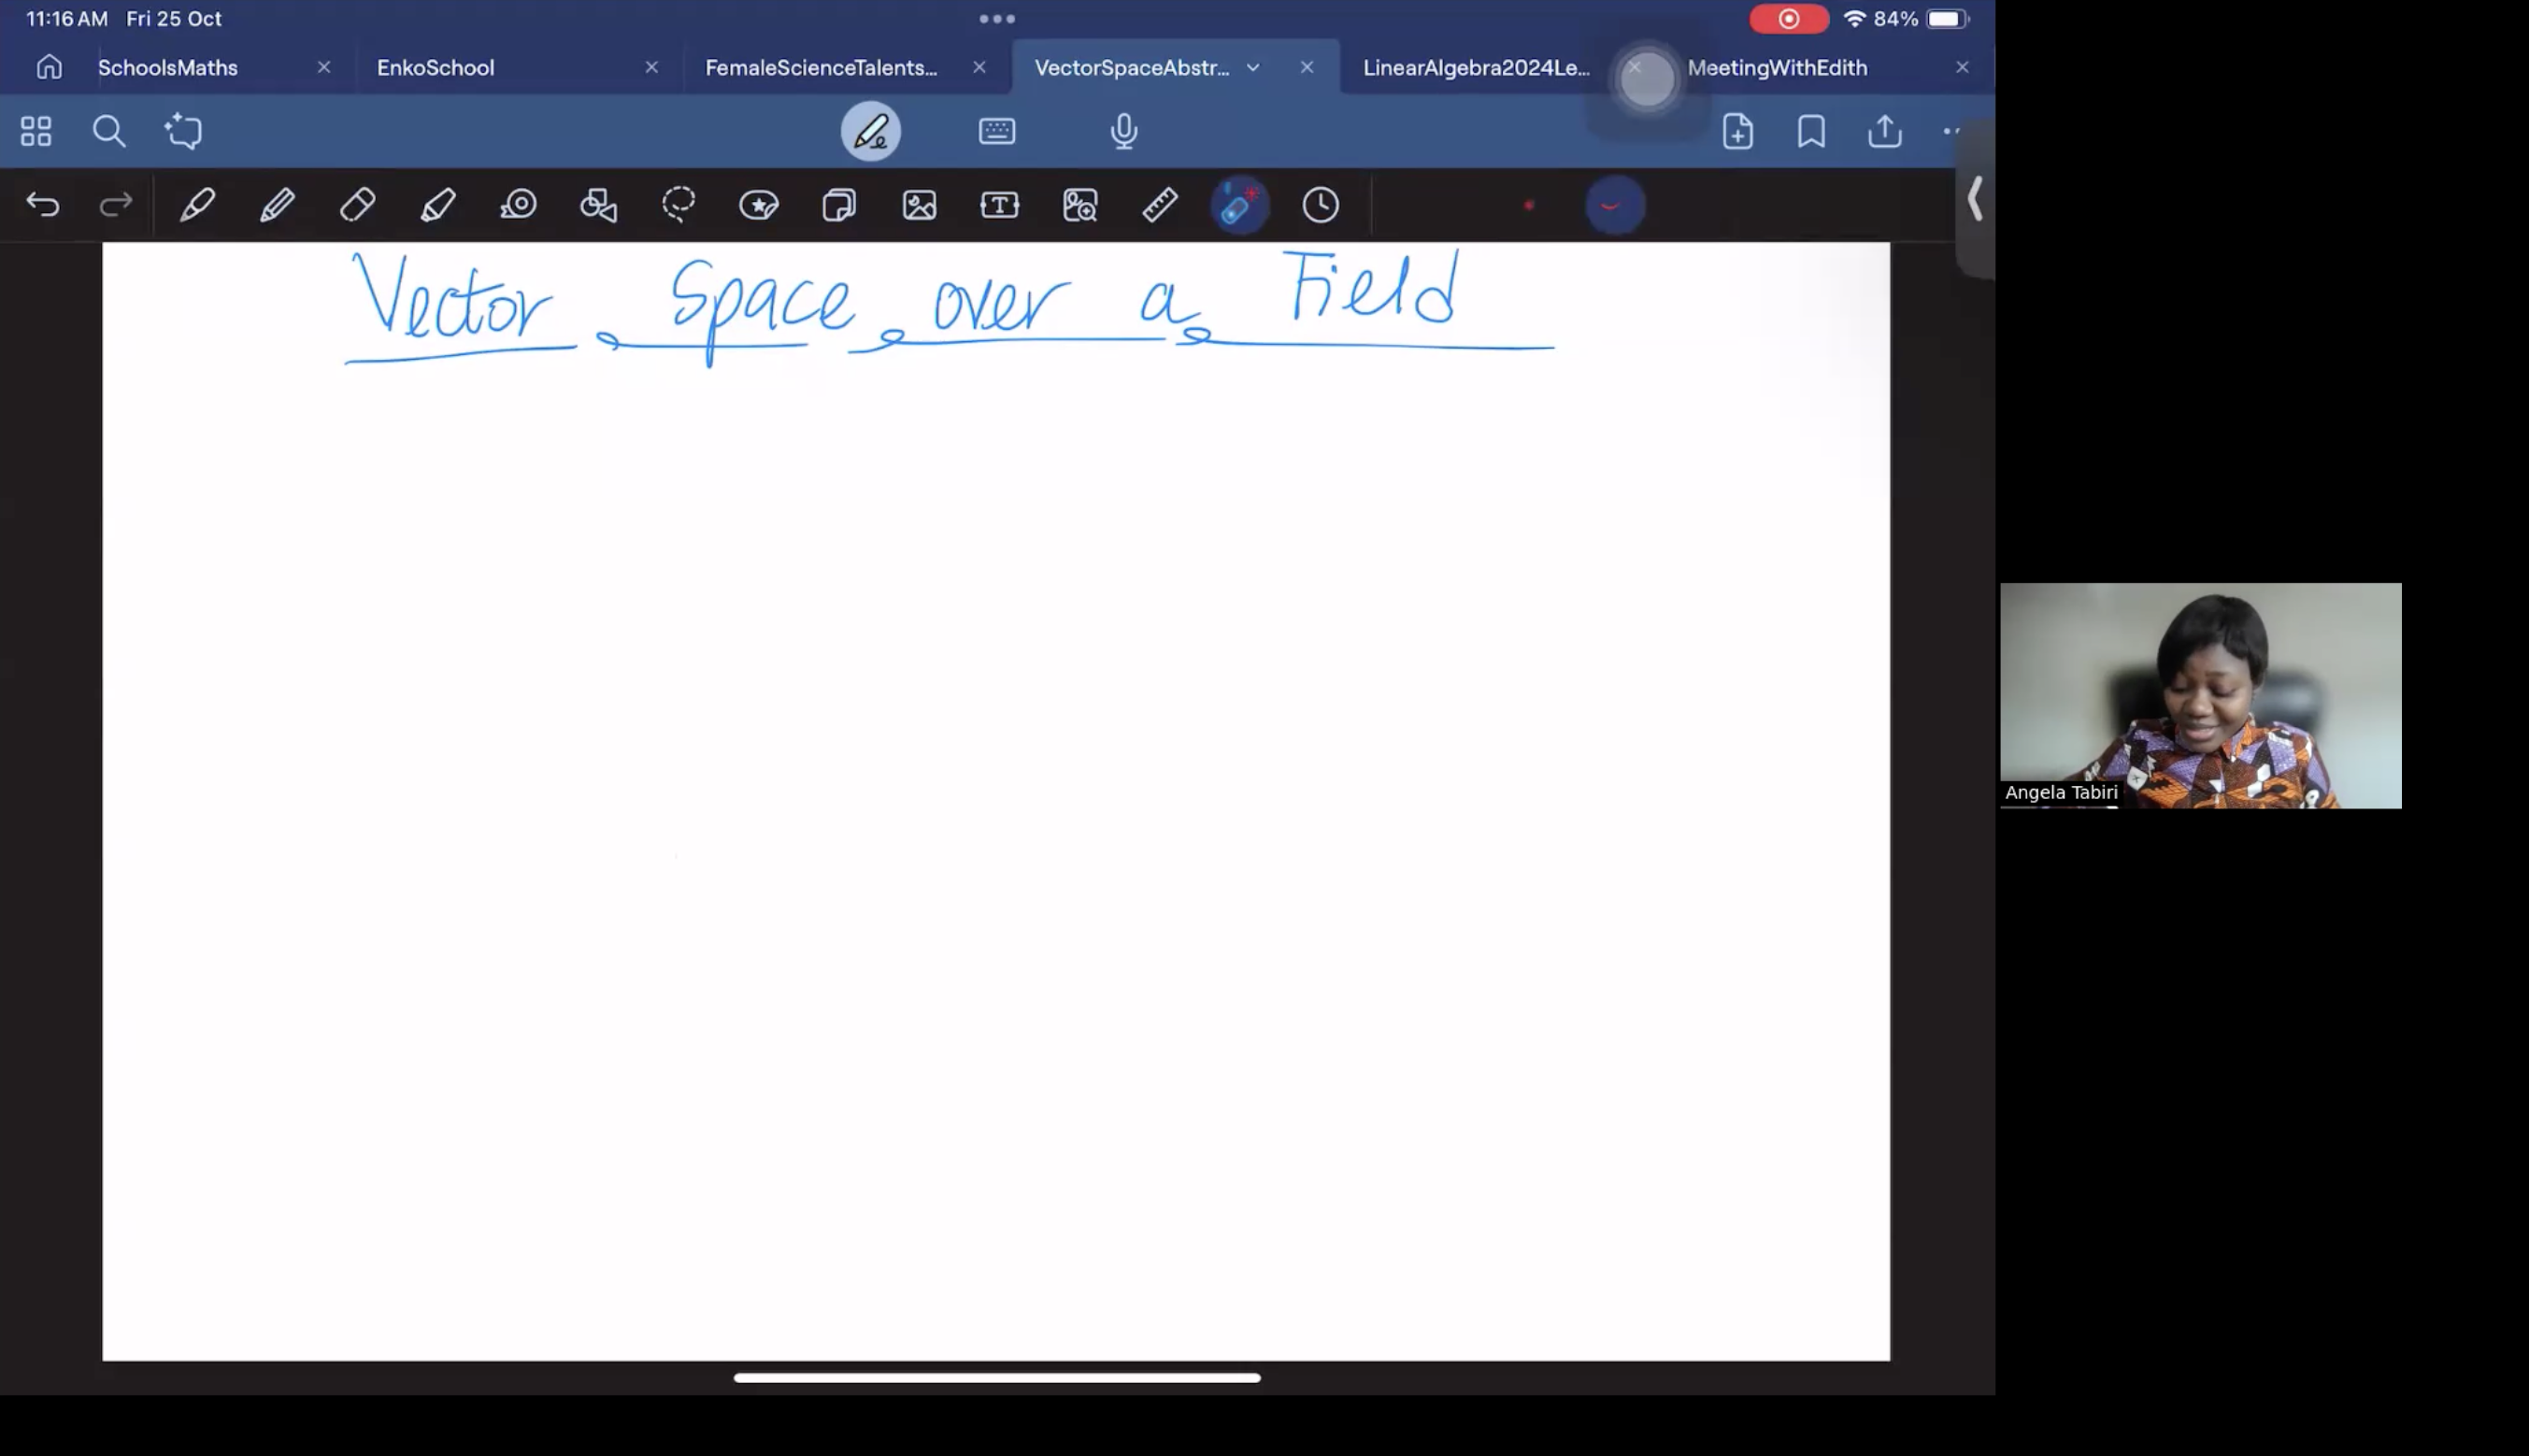 11:16 AM Fri 25 Oct
84%
SchoolsMaths
EnkoSchool
FemaleScienceTalents...
VectorSpaceAbstr...
LinearAlgebra2024Le...
MeetingWithEdith
Vector Space over a Field
Angela Tabiri